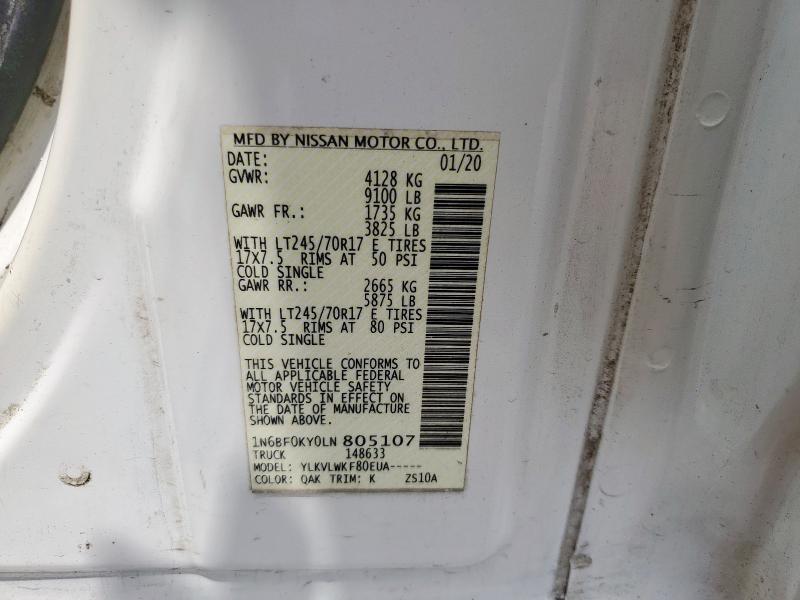 MFD BY NISSAN MOTOR CO., LTD.
DATE: 01/20
GVWR: 4128 KG
9100 LB
GAWR FR.: 1735 KG
3825 LB
WITH LT245/70R17 E TIRES
17X7.5 RIMS AT 50 PSI
COLD SINGLE
GAWR RR.: 2665 KG
5875 LB
WITH LT245/70R17 E TIRES
17X7.5 RIMS AT 80 PSI
COLD SINGLE
THIS VEHICLE CONFORMS TO
ALL APPLICABLE FEDERAL
MOTOR VEHICLE SAFETY
STANDARDS IN EFFECT ON
THE DATE OF MANUFACTURE
SHOWN ABOVE.
1N6BF0KY0LN 805107
TRUCK 148633
MODEL: YLKVLWKF80EUA-----
COLOR: QAK TRIM: K ZS10A